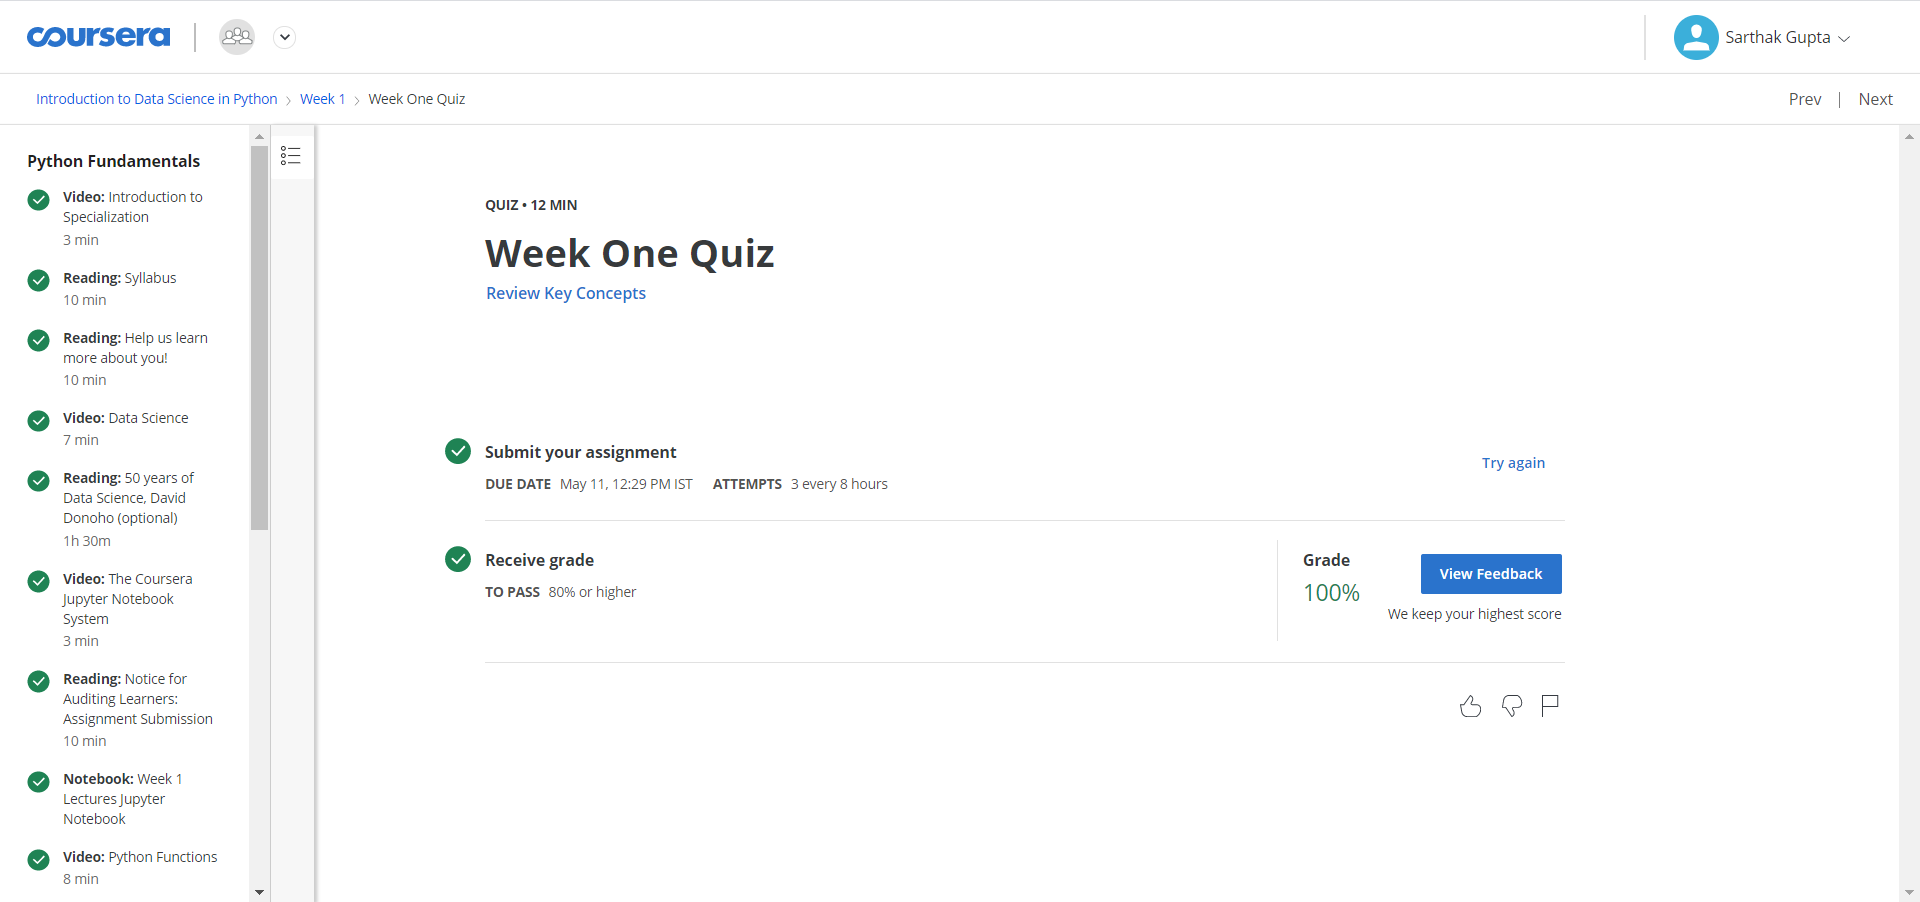 coursera
Sarthak Gupta
Introduction to Data Science in Python > Week 1 > Week One Quiz
Prev | Next
Python Fundamentals
Video: Introduction to
Specialization
3 min
Reading: Syllabus
10 min
Reading: Help us learn
more about you!
10 min
Video: Data Science
7 min
Reading: 50 years of
Data Science, David
Donoho (optional)
1h 30m
Video: The Coursera
Jupyter Notebook
System
3 min
Reading: Notice for
Auditing Learners:
Assignment Submission
10 min
Notebook: Week 1
Lectures Jupyter
Notebook
Video: Python Functions
8 min
QUIZ • 12 MIN
Week One Quiz
Review Key Concepts
Submit your assignment
DUE DATE May 11, 12:29 PM IST ATTEMPTS 3 every 8 hours
Try again
Receive grade
TO PASS 80% or higher
Grade
100%
View Feedback
We keep your highest score